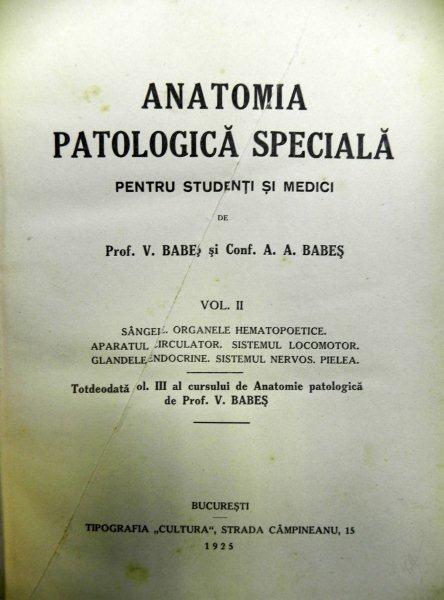 ANATOMIA
PATOLOGICĂ SPECIALĂ
PENTRU STUDENȚI ȘI MEDICI
DE
Prof. V. BABEȘ și Conf. A. A. BABEȘ
VOL. II
SÂNGELE. ORGANELE HEMATOPOETICE.
APARATUL CIRCULATOR. SISTEMUL LOCOMOTOR.
GLANDELE ENDOCRINE. SISTEMUL NERVOS. PIELEA.
Totdeodată Vol. III al cursului de Anatomie patologică
de Prof. V. BABEȘ
BUCUREȘTI
TIPOGRAFIA „CULTURA“, STRADA CÂMPINEANU, 15
1925